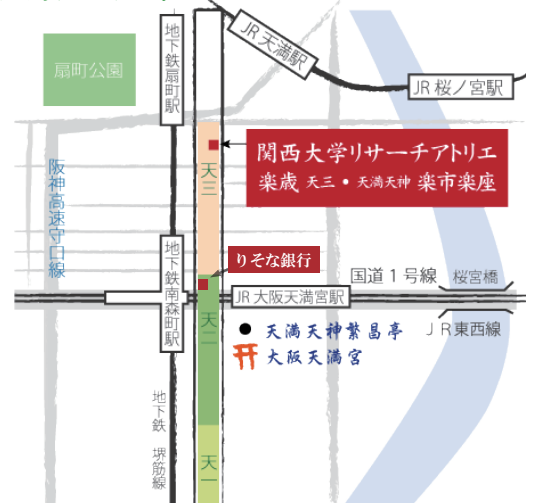 JR 天満駅
地下鉄扇町駅
扇町公園
JR 桜ノ宮駅
関西大学リサーチアトリエ
楽歳 天三・天満天神 楽市楽座
天三
阪神高速守口線
りそな銀行
地下鉄南森町駅
国道1号線
桜宮橋
JR 大阪天満宮駅
天二
天満天神繁昌亭
JR東西線
大阪天満宮
地下鉄 堺筋線
天一